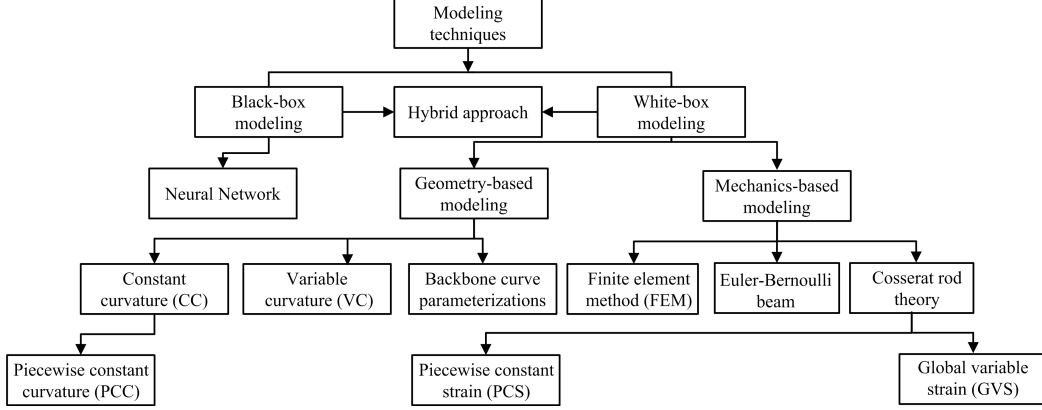 Modeling
techniques
Black-box
modeling
Hybrid approach
White-box
modeling
Neural Network
Geometry-based
modeling
Mechanics-based
modeling
Constant
curvature (CC)
Variable
curvature (VC)
Backbone curve
parameterizations
Finite element
method (FEM)
Euler-Bernoulli
beam
Cosserat rod
theory
Piecewise constant
curvature (PCC)
Piecewise constant
strain (PCS)
Global variable
strain (GVS)